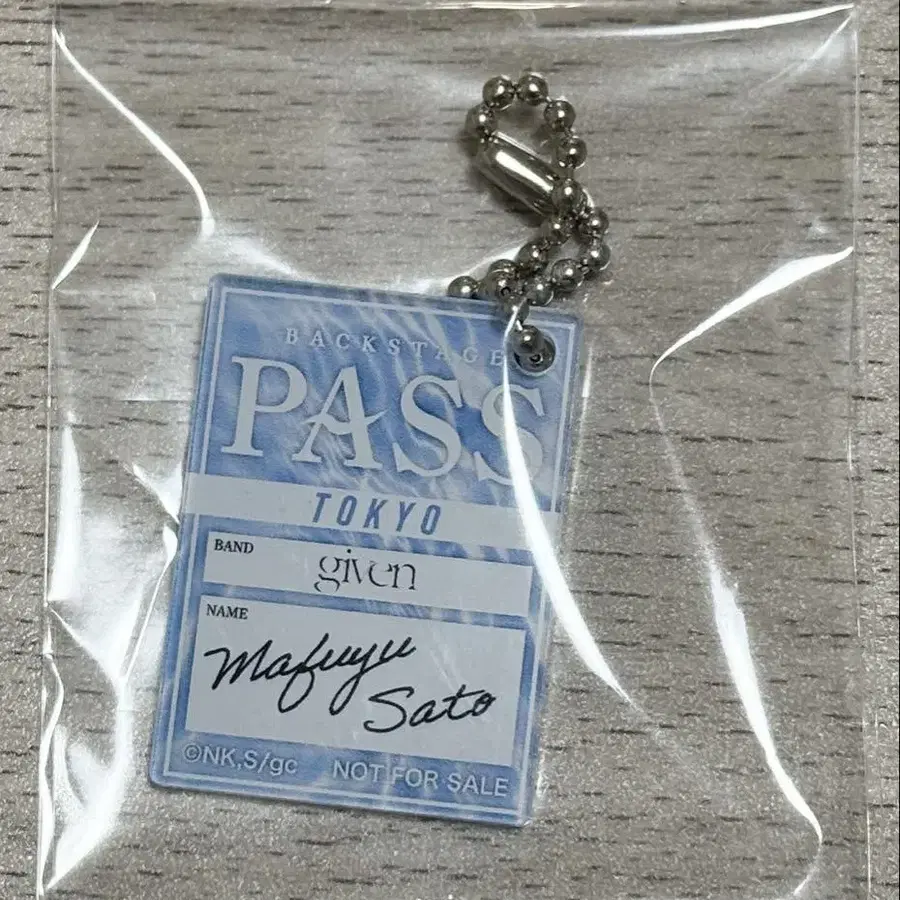 BACKSTAGE
PASS
TOKYO
BAND
given
NAME
Mafuyu
Sato
©NK,S/gc NOT FOR SALE